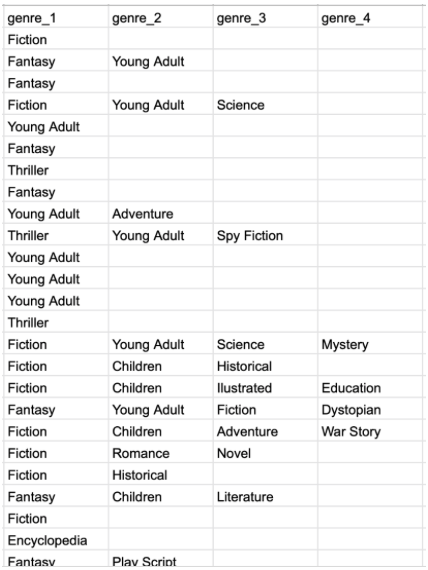 genre_1 genre_2 genre_3 genre_4
Fiction
Fantasy Young Adult
Fantasy
Fiction Young Adult Science
Young Adult
Fantasy
Thriller
Fantasy
Young Adult Adventure
Thriller Young Adult Spy Fiction
Young Adult
Young Adult
Young Adult
Thriller
Fiction Young Adult Science Mystery
Fiction Children Historical
Fiction Children Ilustrated Education
Fantasy Young Adult Fiction Dystopian
Fiction Children Adventure War Story
Fiction Romance Novel
Fiction Historical
Fantasy Children Literature
Fiction
Encyclopedia
Fantasy Play Script